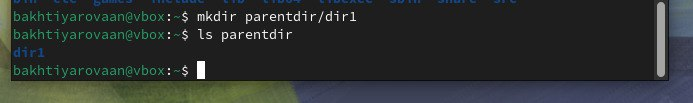 bakhtiyarovaan@vbox:~$ mkdir parentdir/dir1
bakhtiyarovaan@vbox:~$ ls parentdir
dir1
bakhtiyarovaan@vbox:~$